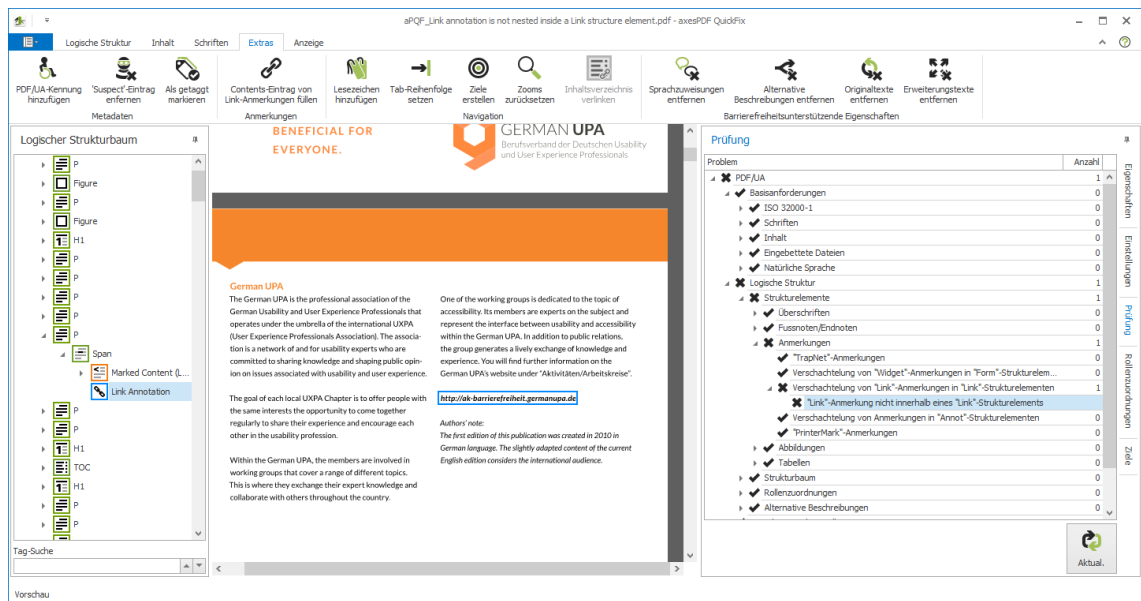 aPQF_Link annotation is not nested inside a Link structure element.pdf - axesPDF QuickFix
Logische Struktur Inhalt Schriften Extras Anzeige
PDF/UA-Kennung hinzufügen
'Suspect'-Eintrag entfernen
Als getaggt markieren
Metadaten
Contents-Eintrag von Link-Anmerkungen füllen
Anmerkungen
Lesezeichen hinzufügen
Tab-Reihenfolge setzen
Ziele erstellen
Zooms zurücksetzen
Inhaltsverzeichnis verlinken
Navigation
Sprachzuweisungen entfernen
Alternative Beschreibungen entfernen
Originaltexte entfernen
Erweiterungstexte entfernen
Barrierefreiheitsunterstützende Eigenschaften
Logischer Strukturbaum
P
Figure
P
Figure
H1
P
P
P
P
P
Span
Marked Content (L...
Link Annotation
P
P
H1
TOC
H1
P
P
Tag-Suche
Vorschau
BENEFICIAL FOR
EVERYONE.
GERMAN UPA
Berufsverband der Deutschen Usability
und User Experience Professionals
German UPA
The German UPA is the professional association of the
German Usability and User Experience Professionals that
operates under the umbrella of the international UXPA
(User Experience Professionals Association). The associa-
tion is a network of and for usability experts who are
committed to sharing knowledge and shaping public opin-
ion on issues associated with usability and user experience.
The goal of each local UXPA Chapter is to offer people with
the same interests the opportunity to come together
regularly to share their experience and encourage each
other in the usability profession.
Within the German UPA, the members are involved in
working groups that cover a range of different topics.
This is where they exchange their expert knowledge and
collaborate with others throughout the country.
One of the working groups is dedicated to the topic of
accessibility. Its members are experts on the subject and
represent the interface between usability and accessibility
within the German UPA. In addition to public relations,
the group generates a lively exchange of knowledge and
experience. You will find further information on the
German UPA's website under "Aktivitäten/Arbeitskreise".
http://ak-barrierefreiheit.germanupa.de
Authors' note:
The first edition of this publication was created in 2010 in
German language. The slightly adapted content of the current
English edition considers the international audience.
Prüfung
Problem Anzahl
PDF/UA 1
Basisanforderungen 0
ISO 32000-1 0
Schriften 0
Inhalt 0
Eingebettete Dateien 0
Natürliche Sprache 0
Logische Struktur 1
Strukturelemente 1
Überschriften 0
Fussnoten/Endnoten 0
Anmerkungen 1
"TrapNet"-Anmerkungen 0
Verschachtelung von "Widget"-Anmerkungen in "Form"-Strukturelem... 0
Verschachtelung von "Link"-Anmerkungen in "Link"-Strukturelementen 1
"Link"-Anmerkung nicht innerhalb eines "Link"-Strukturelements
Verschachtelung von Anmerkungen in "Annot"-Strukturelementen 0
"PrinterMark"-Anmerkungen 0
Abbildungen 0
Tabellen 0
Strukturbaum 0
Rollenzuordnungen 0
Alternative Beschreibungen 0
Aktual.
Eigenschaften
Einstellungen
Prüfung
Rollenzuordnungen
Ziele